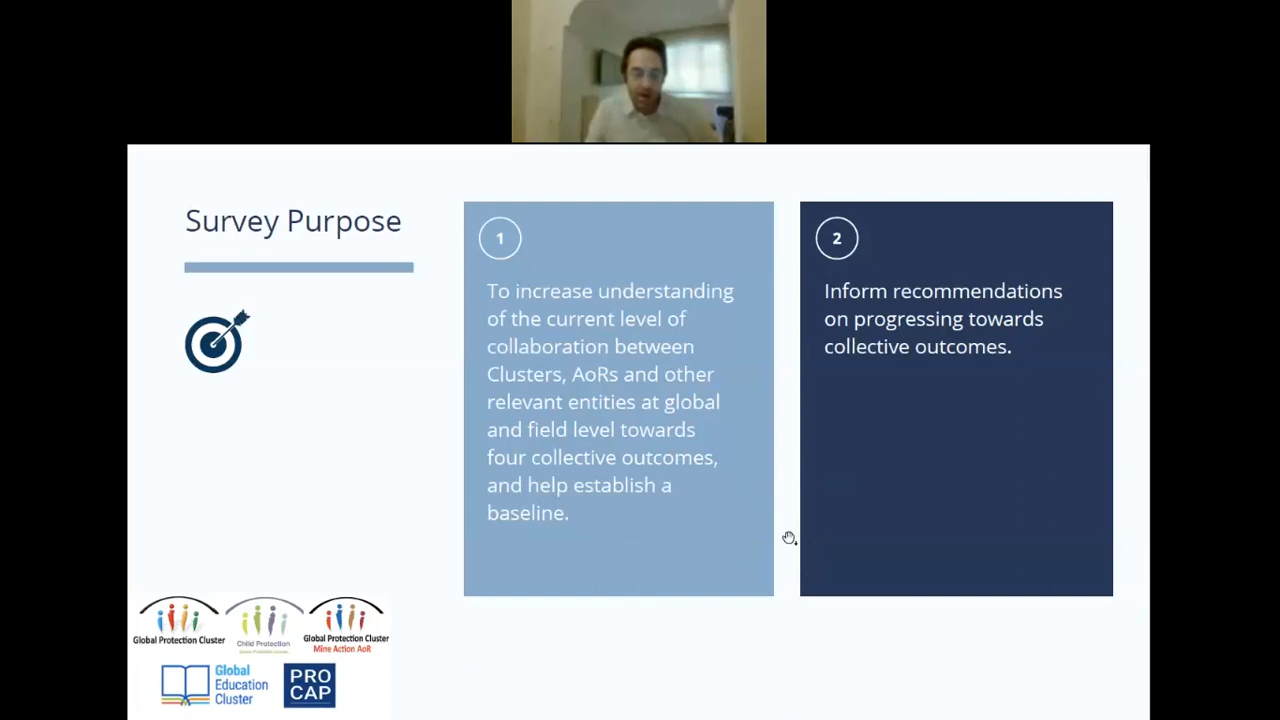 Survey Purpose
1
To increase understanding
of the current level of
collaboration between
Clusters, AoRs and other
relevant entities at global
and field level towards
four collective outcomes,
and help establish a
baseline.
2
Inform recommendations
on progressing towards
collective outcomes.
Global Protection Cluster
Child Protection
Global Protection Cluster
Mine Action AoR
Global
Education
Cluster
PRO
CAP